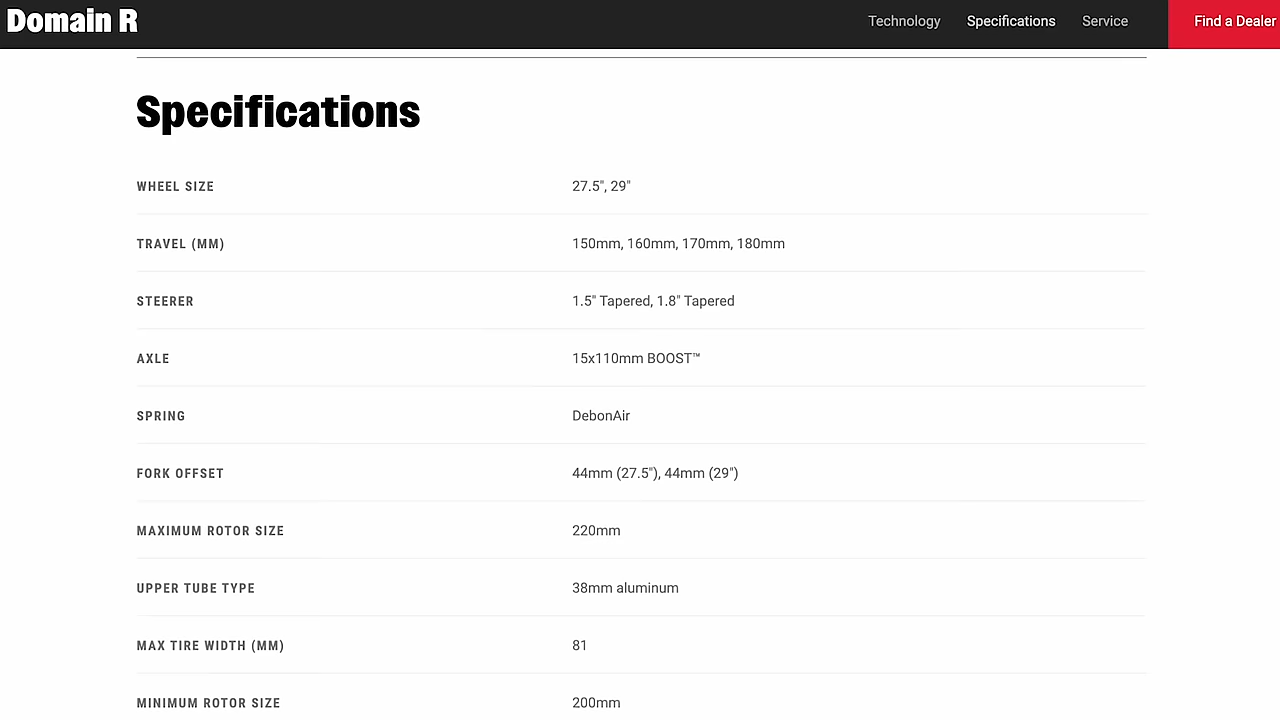 Domain R
Technology Specifications Service Find a Dealer
Specifications
WHEEL SIZE 27.5", 29"
TRAVEL (MM) 150mm, 160mm, 170mm, 180mm
STEERER 1.5" Tapered, 1.8" Tapered
AXLE 15x110mm BOOST™
SPRING DebonAir
FORK OFFSET 44mm (27.5"), 44mm (29")
MAXIMUM ROTOR SIZE 220mm
UPPER TUBE TYPE 38mm aluminum
MAX TIRE WIDTH (MM) 81
MINIMUM ROTOR SIZE 200mm